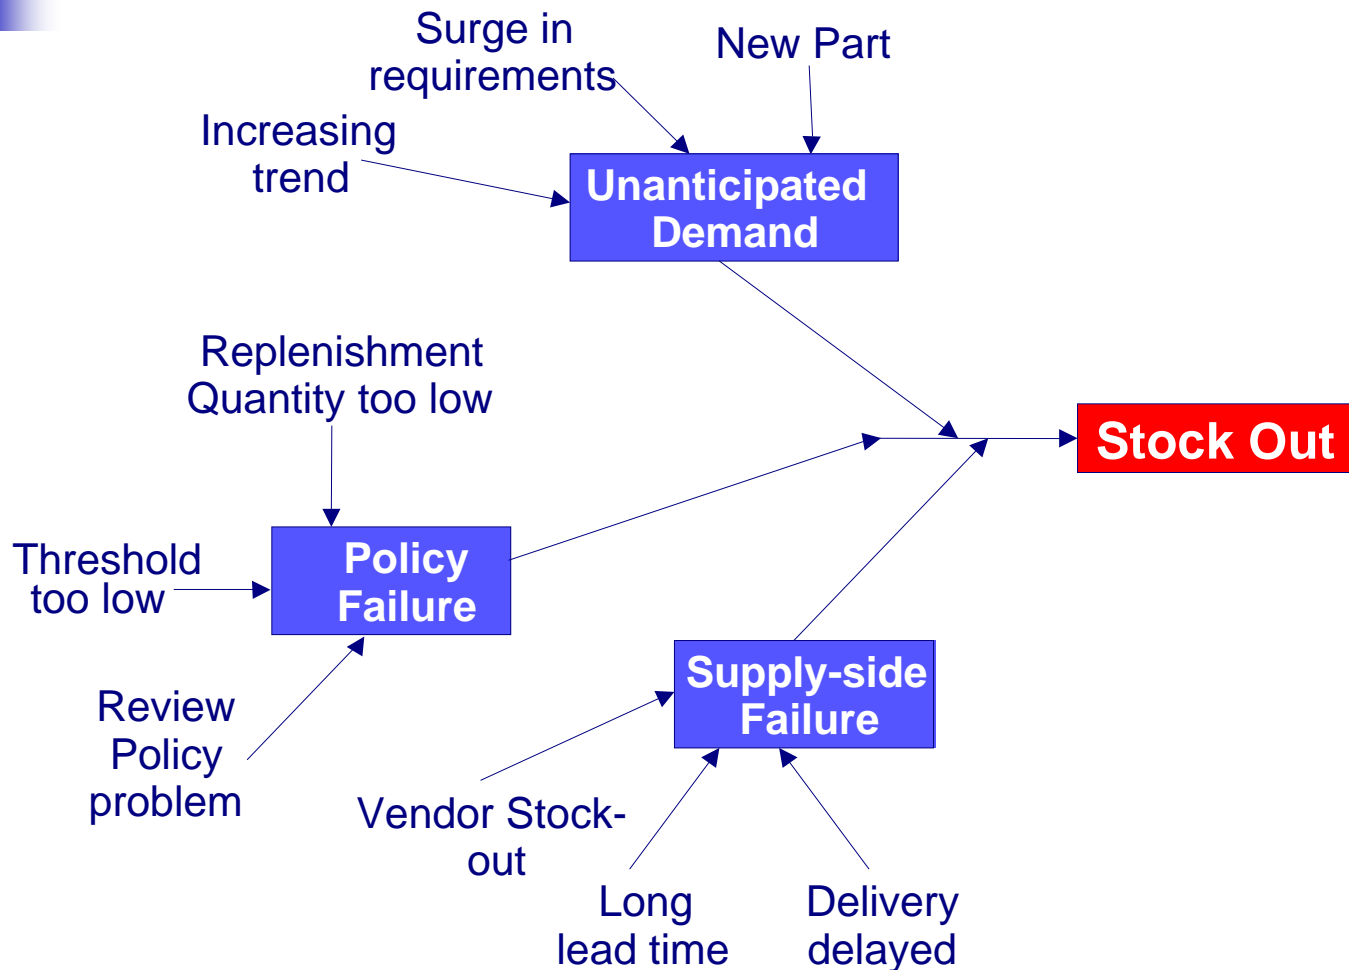 Surge in
requirements
New Part
Increasing
trend
Unanticipated
Demand
Replenishment
Quantity too low
Stock Out
Threshold
too low
Policy
Failure
Review
Policy
problem
Supply-side
Failure
Vendor Stock-
out
Long
lead time
Delivery
delayed